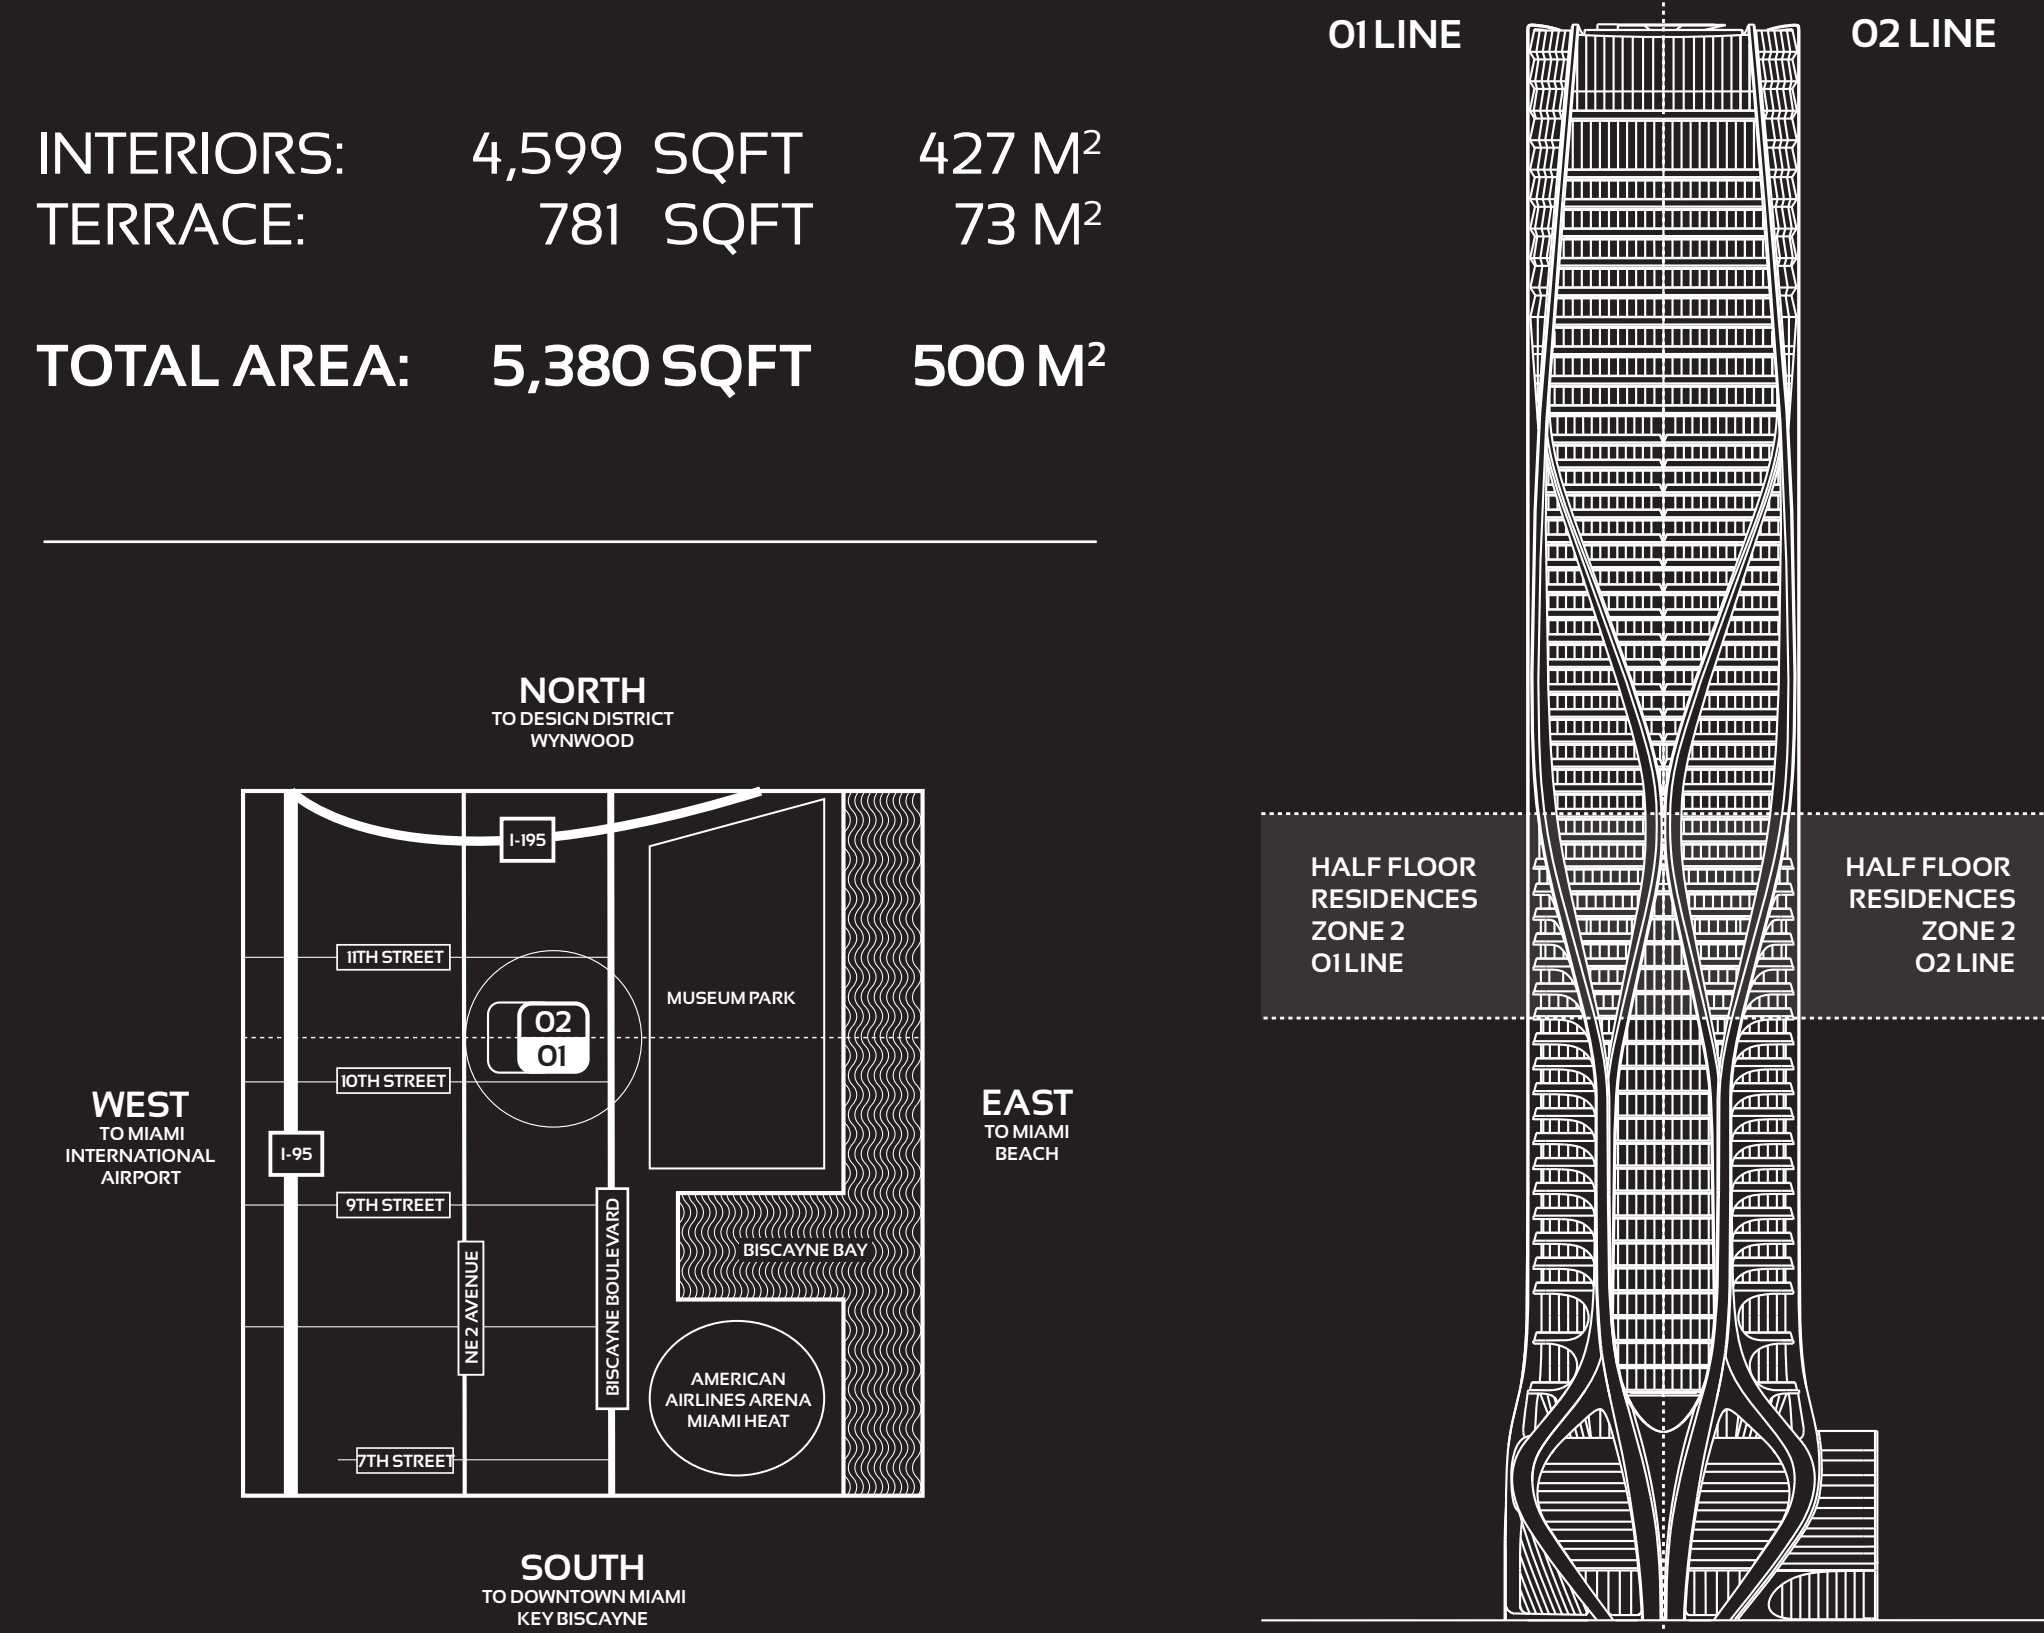 INTERIORS: 4,599 SQFT 427 M²
TERRACE: 781 SQFT 73 M²
TOTAL AREA: 5,380 SQFT 500 M²
NORTH
TO DESIGN DISTRICT
WYNWOOD
I-195
11TH STREET
MUSEUM PARK
02
01
10TH STREET
WEST
TO MIAMI
INTERNATIONAL
AIRPORT
I-95
EAST
TO MIAMI
BEACH
9TH STREET
NE 2 AVENUE
BISCAYNE BOULEVARD
BISCAYNE BAY
AMERICAN
AIRLINES ARENA
MIAMI HEAT
7TH STREET
SOUTH
TO DOWNTOWN MIAMI
KEY BISCAYNE
01 LINE
02 LINE
HALF FLOOR
RESIDENCES
ZONE 2
01 LINE
HALF FLOOR
RESIDENCES
ZONE 2
02 LINE